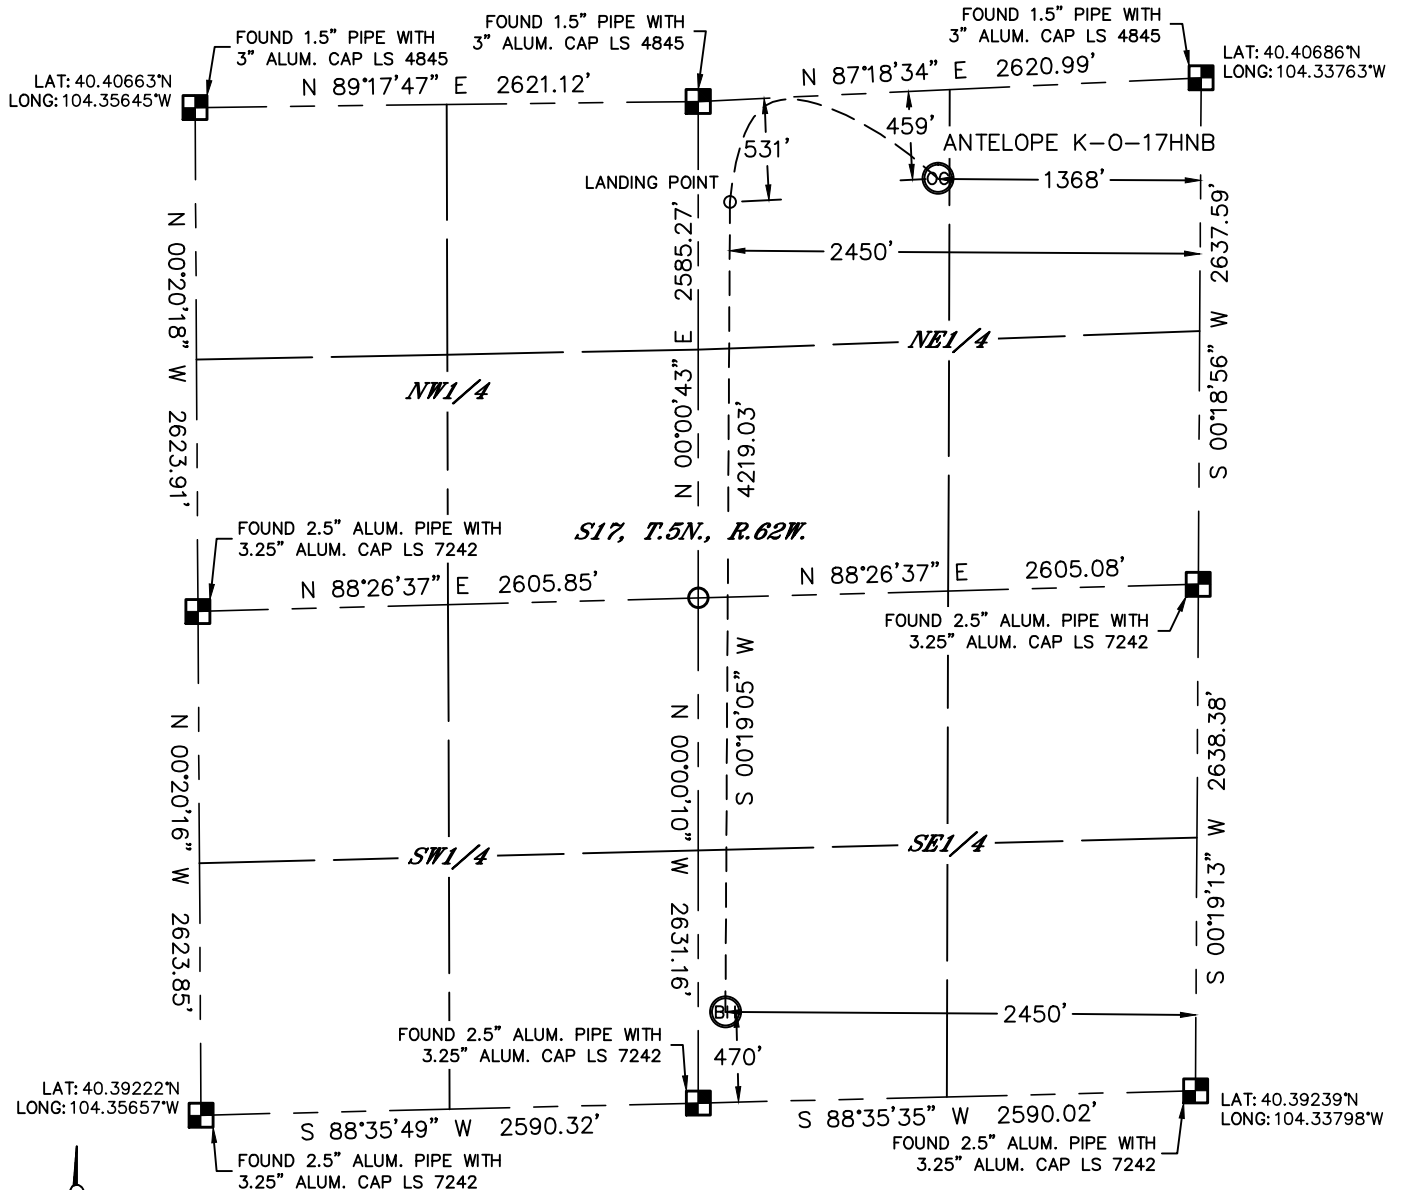 FOUND 1.5" PIPE WITH
3" ALUM. CAP LS 4845
FOUND 1.5" PIPE WITH
3" ALUM. CAP LS 4845
FOUND 1.5" PIPE WITH
3" ALUM. CAP LS 4845
LAT: 40.40663°N
LONG: 104.35645°W
LAT: 40.40686°N
LONG: 104.33763°W
N 89°17'47" E 2621.12'
N 87°18'34" E 2620.99'
459'
531'
ANTELOPE K-O-17HNB
OG
1368'
LANDING POINT
2450'
N 00°20'18" W 2623.91'
N 00°00'43" E 2585.27'
4219.03'
S 00°18'56" W 2637.59'
NE1/4
NW1/4
S17, T.5N., R.62W.
FOUND 2.5" ALUM. PIPE WITH
3.25" ALUM. CAP LS 7242
N 88°26'37" E 2605.85'
N 88°26'37" E 2605.08'
FOUND 2.5" ALUM. PIPE WITH
3.25" ALUM. CAP LS 7242
S 00°19'05" W
N 00°20'16" W 2623.85'
N 00°00'10" W 2631.16'
S 00°19'13" W 2638.38'
SW1/4
SE1/4
BH
2450'
470'
FOUND 2.5" ALUM. PIPE WITH
3.25" ALUM. CAP LS 7242
LAT: 40.39222°N
LONG: 104.35657°W
LAT: 40.39239°N
LONG: 104.33798°W
S 88°35'49" W 2590.32'
S 88°35'35" W 2590.02'
FOUND 2.5" ALUM. PIPE WITH
3.25" ALUM. CAP LS 7242
FOUND 2.5" ALUM. PIPE WITH
3.25" ALUM. CAP LS 7242